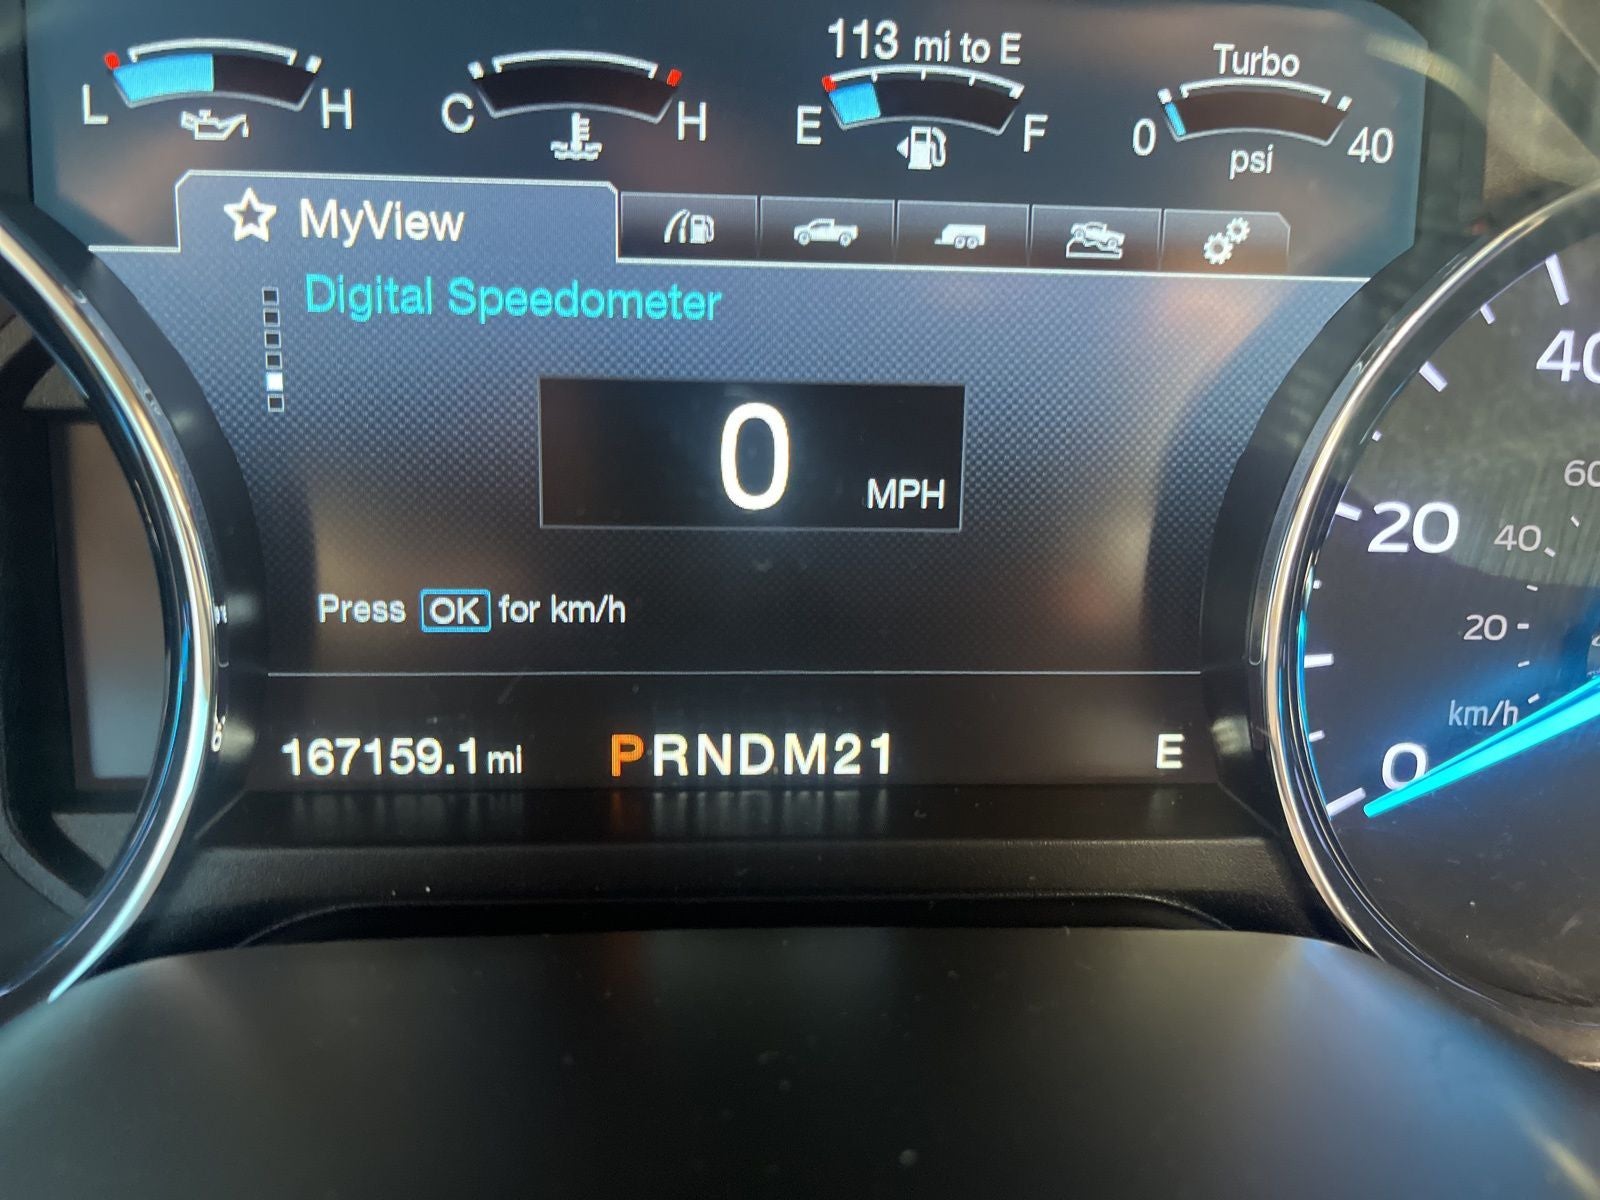 113 mi to E
Turbo
L H
C H
E F
0 40
psi
MyView
Digital Speedometer
0 MPH
Press OK for km/h
167159.1 mi
PRNDM21
E
40
60
20 40
20
km/h
0